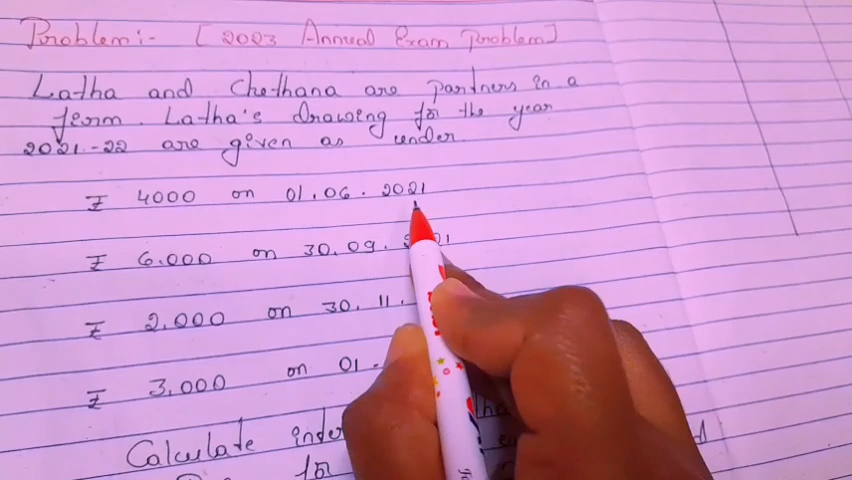 Problem:- [2023 Annual Exam Problem]
Latha and Chethana are partners in a
ferm. Latha's drawing for the year
2021-22 are given as under
₹ 4000 on 01.06.2021
₹ 6.000 on 30.09.
₹ 2,000 on 30.11.
₹ 3,000 on 01.
Calculate
for